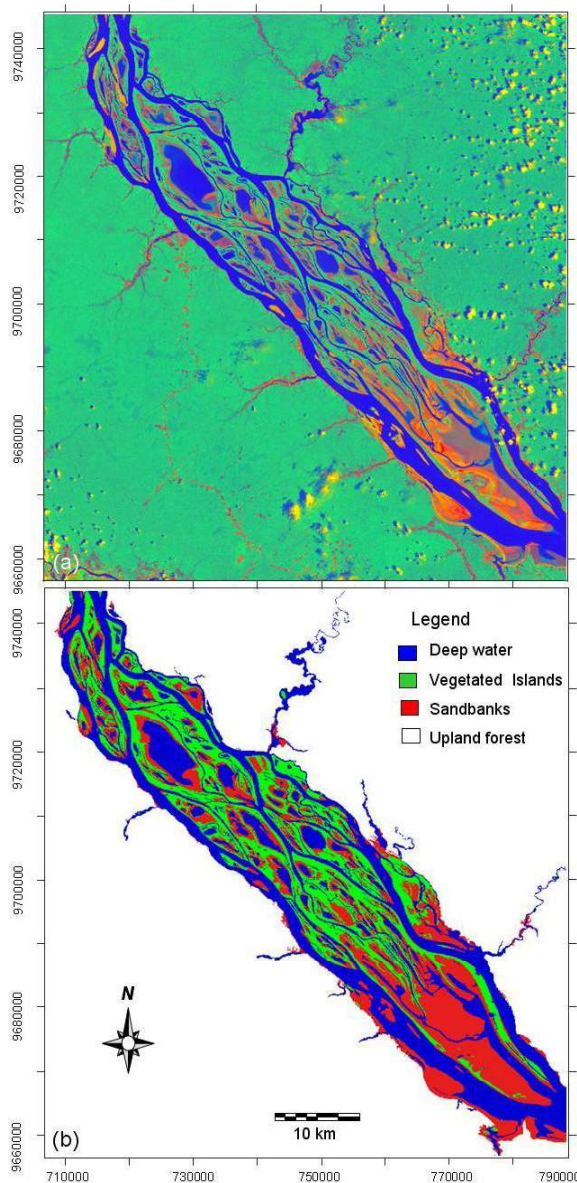 9740000
9720000
9700000
9680000
9660000
(a)
9740000
9720000
9700000
9680000
9660000
Legend
Deep water
Vegetated Islands
Sandbanks
Upland forest
N
10 km
(b)
710000 730000 750000 770000 790000